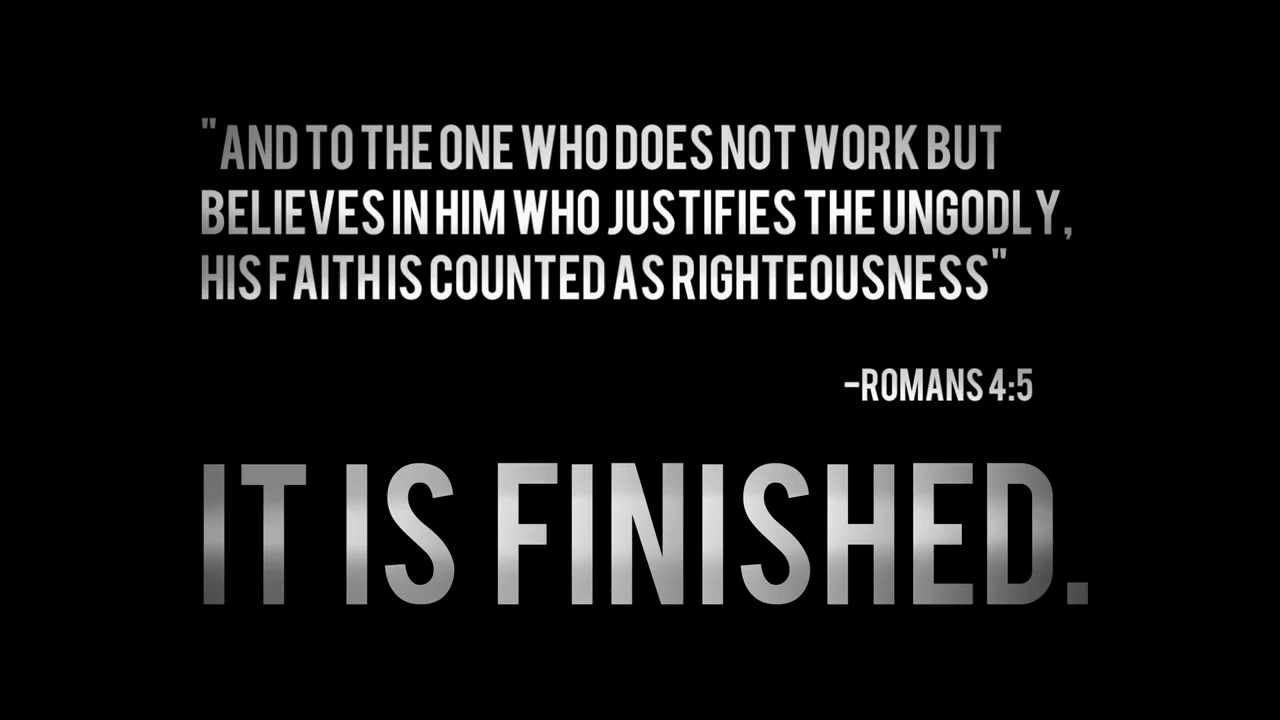 "AND TO THE ONE WHO DOES NOT WORK BUT
BELIEVES IN HIM WHO JUSTIFIES THE UNGODLY,
HIS FAITH IS COUNTED AS RIGHTEOUSNESS"
-ROMANS 4:5
IT IS FINISHED.